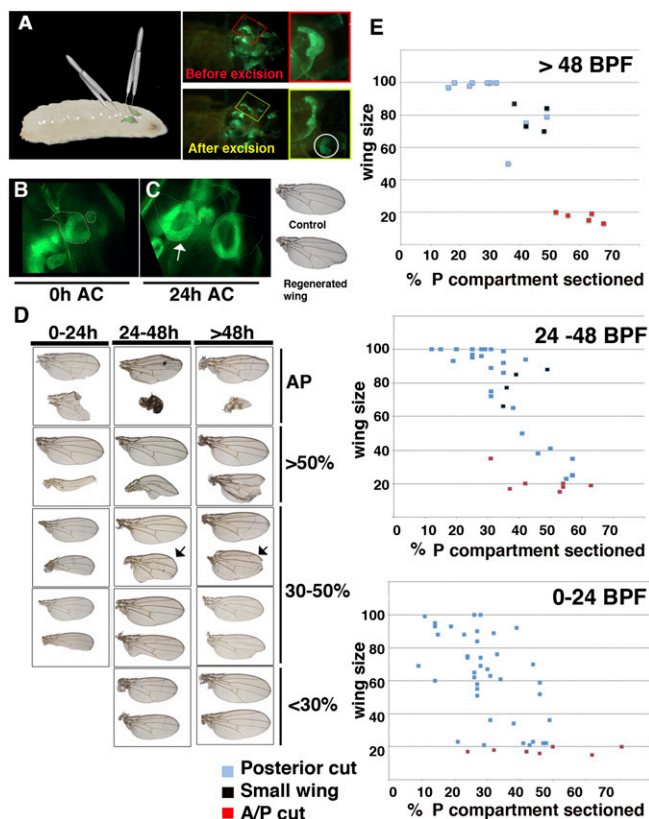 A
Before excision
After excision
B
C
Control
Regenerated wing
0h AC
24h AC
D
0-24h
24-48h
>48h
AP
>50%
30-50%
<30%
Posterior cut
Small wing
A/P cut
E
> 48 BPF
wing size
100
80
60
40
20
0 10 20 30 40 50 60 70
% P compartment sectioned
24 -48 BPF
wing size
100
80
60
40
20
0 10 20 30 40 50 60 70
% P compartment sectioned
0-24 BPF
wing size
100
80
60
40
20
0 10 20 30 40 50 60 70
% P compartment sectioned